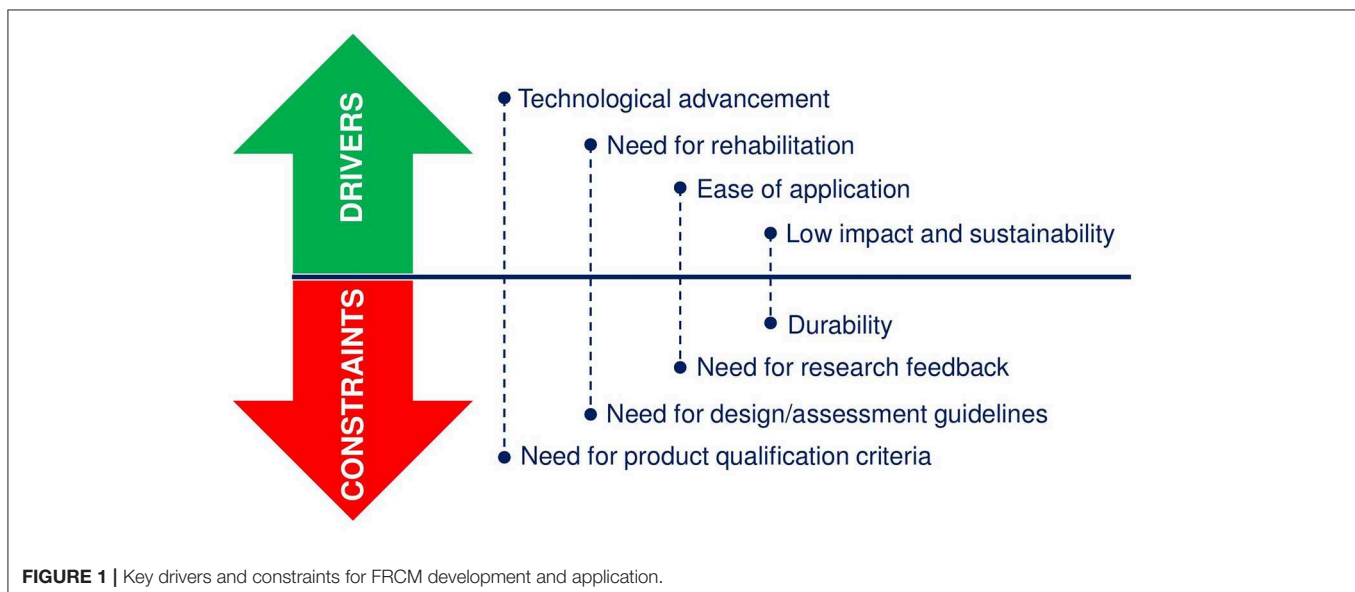 DRIVERS
Technological advancement
Need for rehabilitation
Ease of application
Low impact and sustainability
CONSTRAINTS
Durability
Need for research feedback
Need for design/assessment guidelines
Need for product qualification criteria
FIGURE 1 | Key drivers and constraints for FRCM development and application.